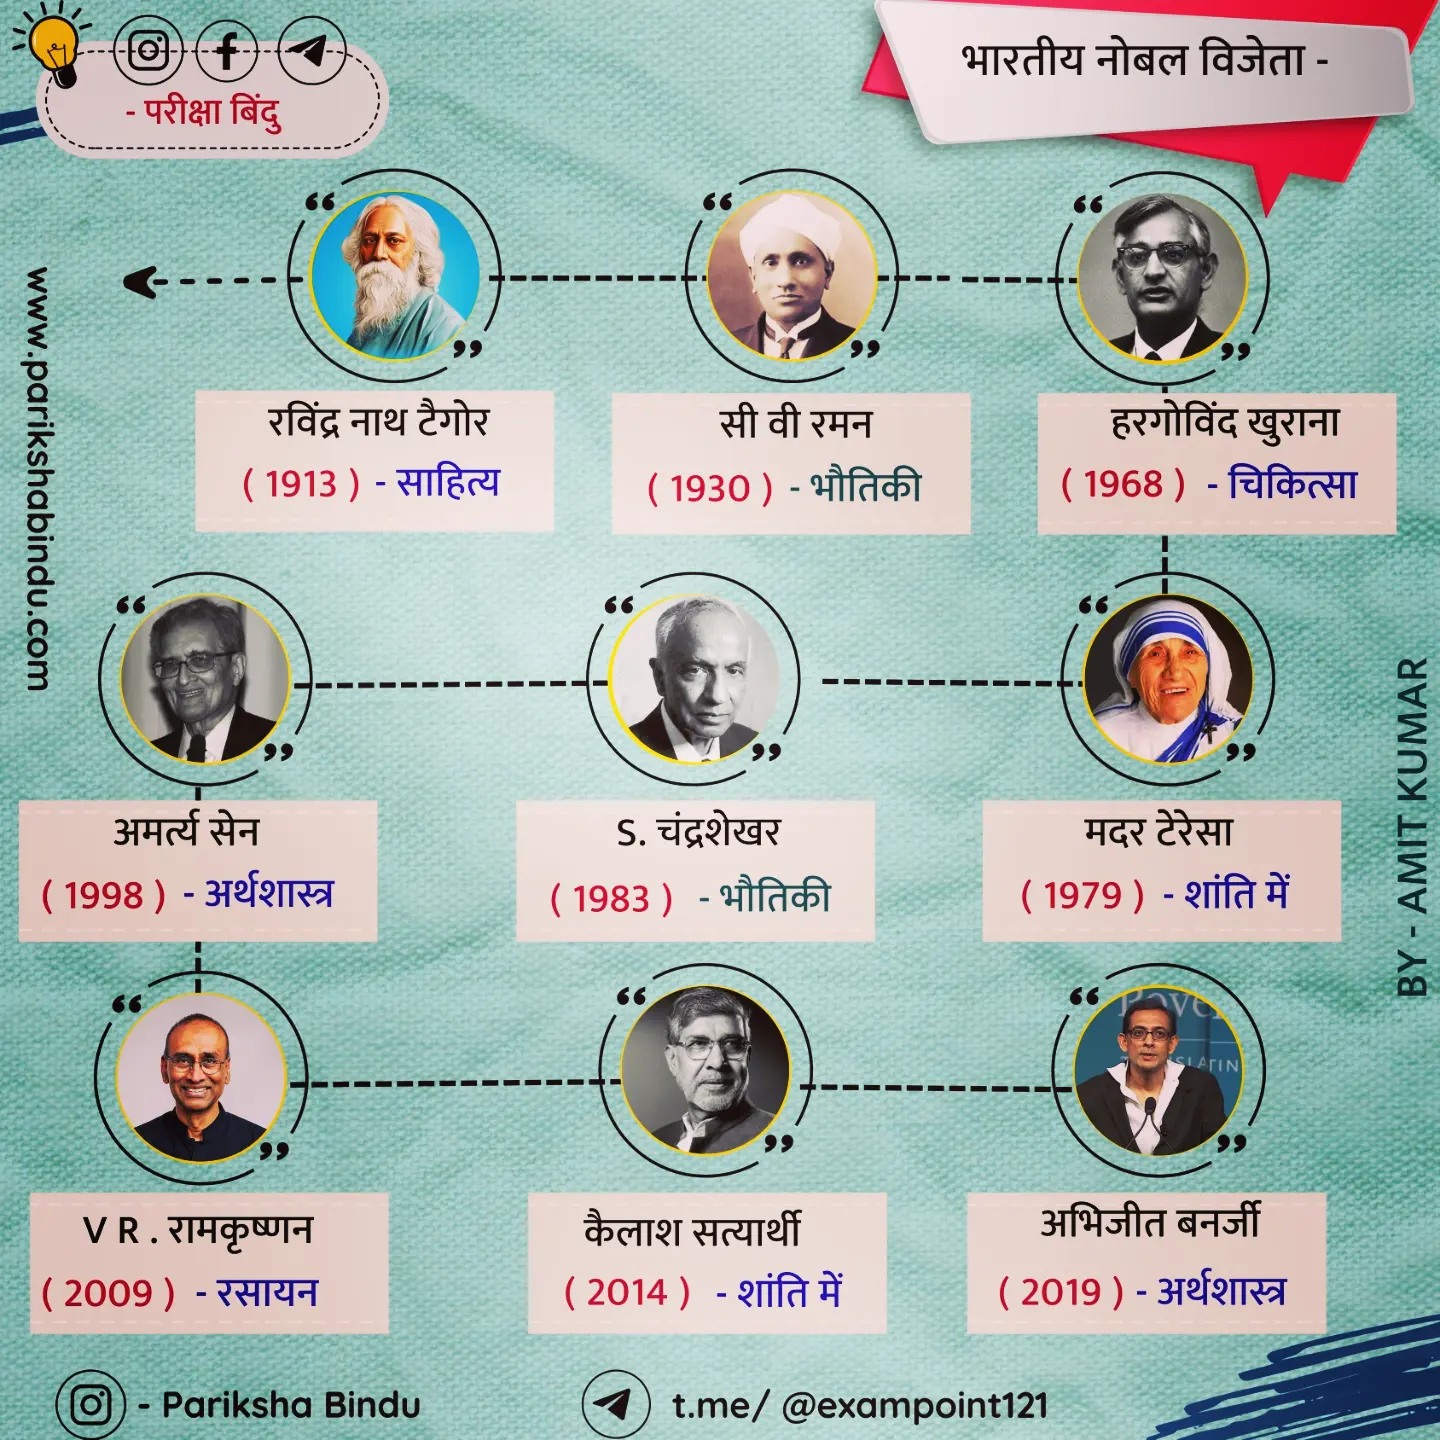 - परीक्षा बिंदु
भारतीय नोबल विजेता -
www.parikshabindu.com
रविंद्र नाथ टैगोर
( 1913 ) - साहित्य
सी वी रमन
( 1930 ) - भौतिकी
हरगोविंद खुराना
( 1968 ) - चिकित्सा
अमर्त्य सेन
( 1998 ) - अर्थशास्त्र
S. चंद्रशेखर
( 1983 ) - भौतिकी
मदर टेरेसा
( 1979 ) - शांति में
BY - AMIT KUMAR
V R . रामकृष्णन
( 2009 ) - रसायन
कैलाश सत्यार्थी
( 2014 ) - शांति में
अभिजीत बनर्जी
( 2019 ) - अर्थशास्त्र
- Pariksha Bindu
t.me/ @exampoint121